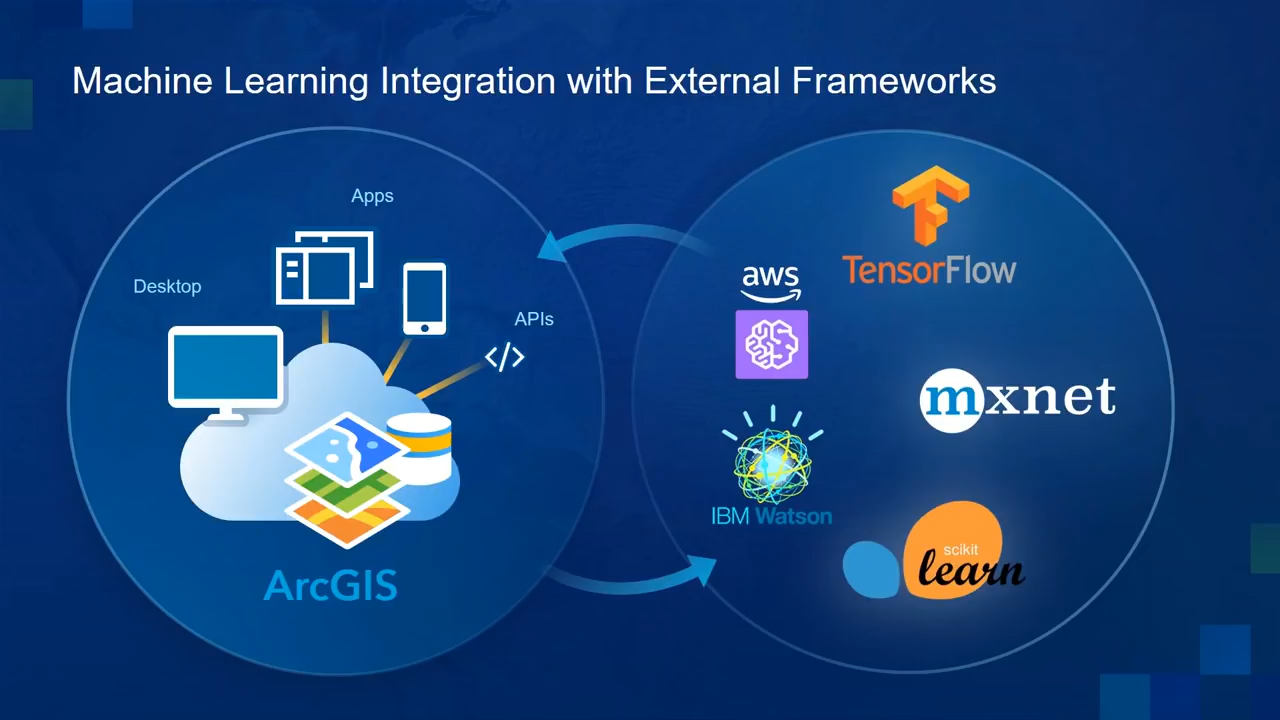 Machine Learning Integration with External Frameworks
Apps
Desktop
APIs
</>
ArcGIS
TensorFlow
aws
mxnet
IBM Watson
scikit
learn